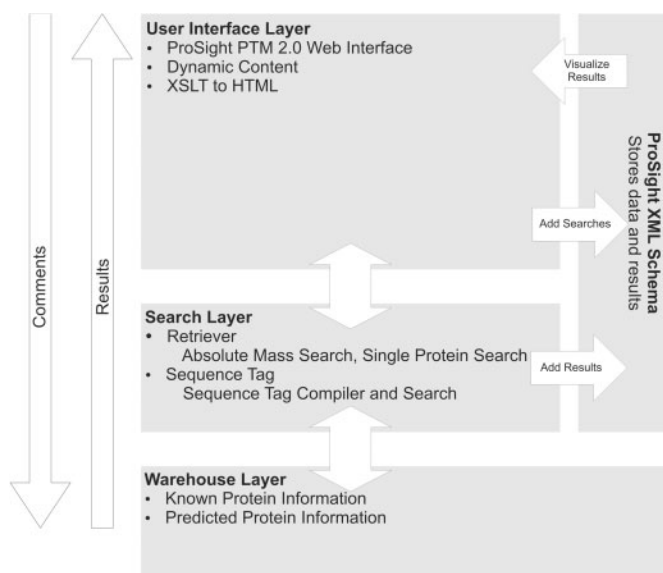 User Interface Layer
• ProSight PTM 2.0 Web Interface
• Dynamic Content
• XSLT to HTML
Visualize
Results
Add Searches
ProSight XML Schema
Stores data and results
Comments
Results
Search Layer
• Retriever
Absolute Mass Search, Single Protein Search
• Sequence Tag
Sequence Tag Compiler and Search
Add Results
Warehouse Layer
• Known Protein Information
• Predicted Protein Information